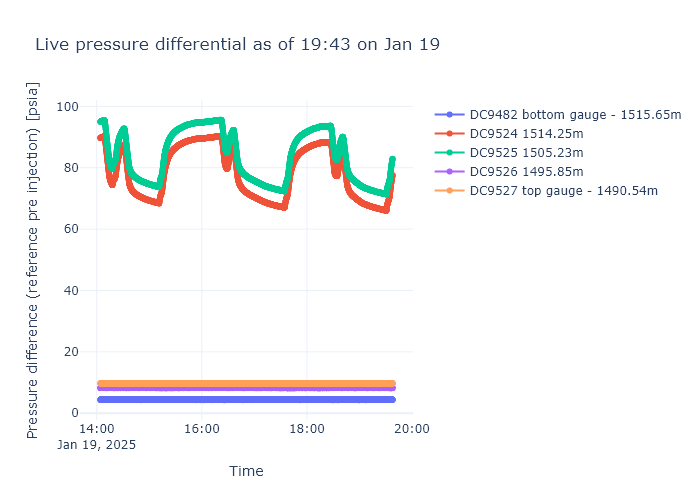 Live pressure differential as of 19:43 on Jan 19
Pressure difference (reference pre injection) [psia]
100
80
60
40
20
0
14:00
16:00
18:00
20:00
Jan 19, 2025
Time
DC9482 bottom gauge - 1515.65m
DC9524 1514.25m
DC9525 1505.23m
DC9526 1495.85m
DC9527 top gauge - 1490.54m